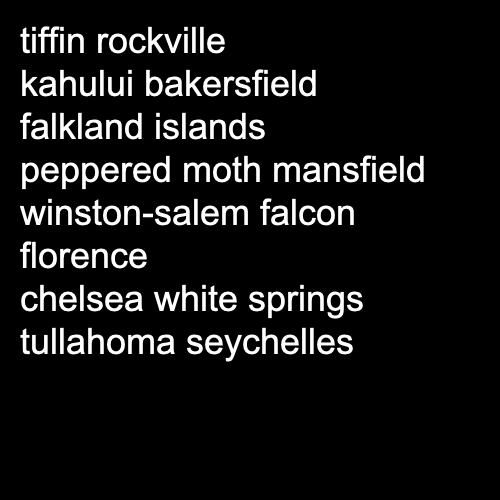 tiffin rockville
kahului bakersfield
falkland islands
peppered moth mansfield
winston-salem falcon
florence
chelsea white springs
tullahoma seychelles